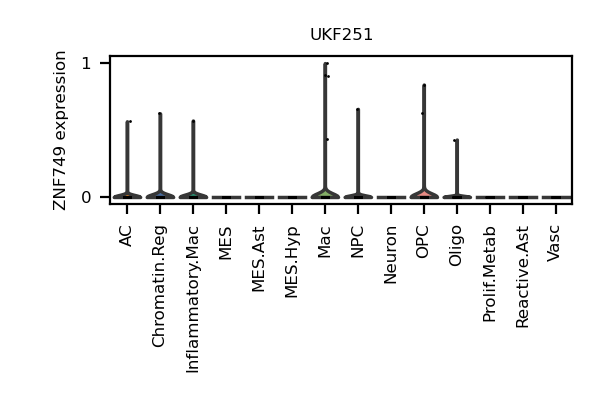 UKF251
ZNF749 expression
1
0
AC
Chromatin.Reg
Inflammatory.Mac
MES
MES.Ast
MES.Hyp
Mac
NPC
Neuron
OPC
Oligo
Prolif.Metab
Reactive.Ast
Vasc